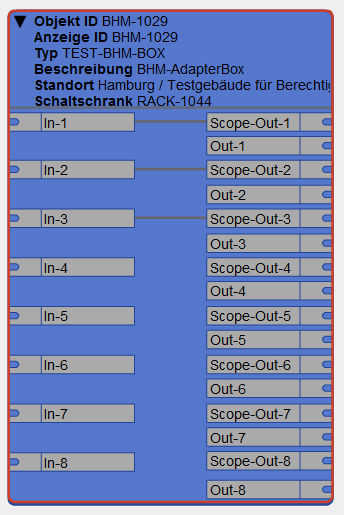 Objekt ID BHM-1029
Anzeige ID BHM-1029
Typ TEST-BHM-BOX
Beschreibung BHM-AdapterBox
Standort Hamburg / Testgebäude für Berechtig
Schaltschrank RACK-1044
In-1 Scope-Out-1
Out-1
In-2 Scope-Out-2
Out-2
In-3 Scope-Out-3
Out-3
In-4 Scope-Out-4
Out-4
In-5 Scope-Out-5
Out-5
In-6 Scope-Out-6
Out-6
In-7 Scope-Out-7
Out-7
In-8 Scope-Out-8
Out-8